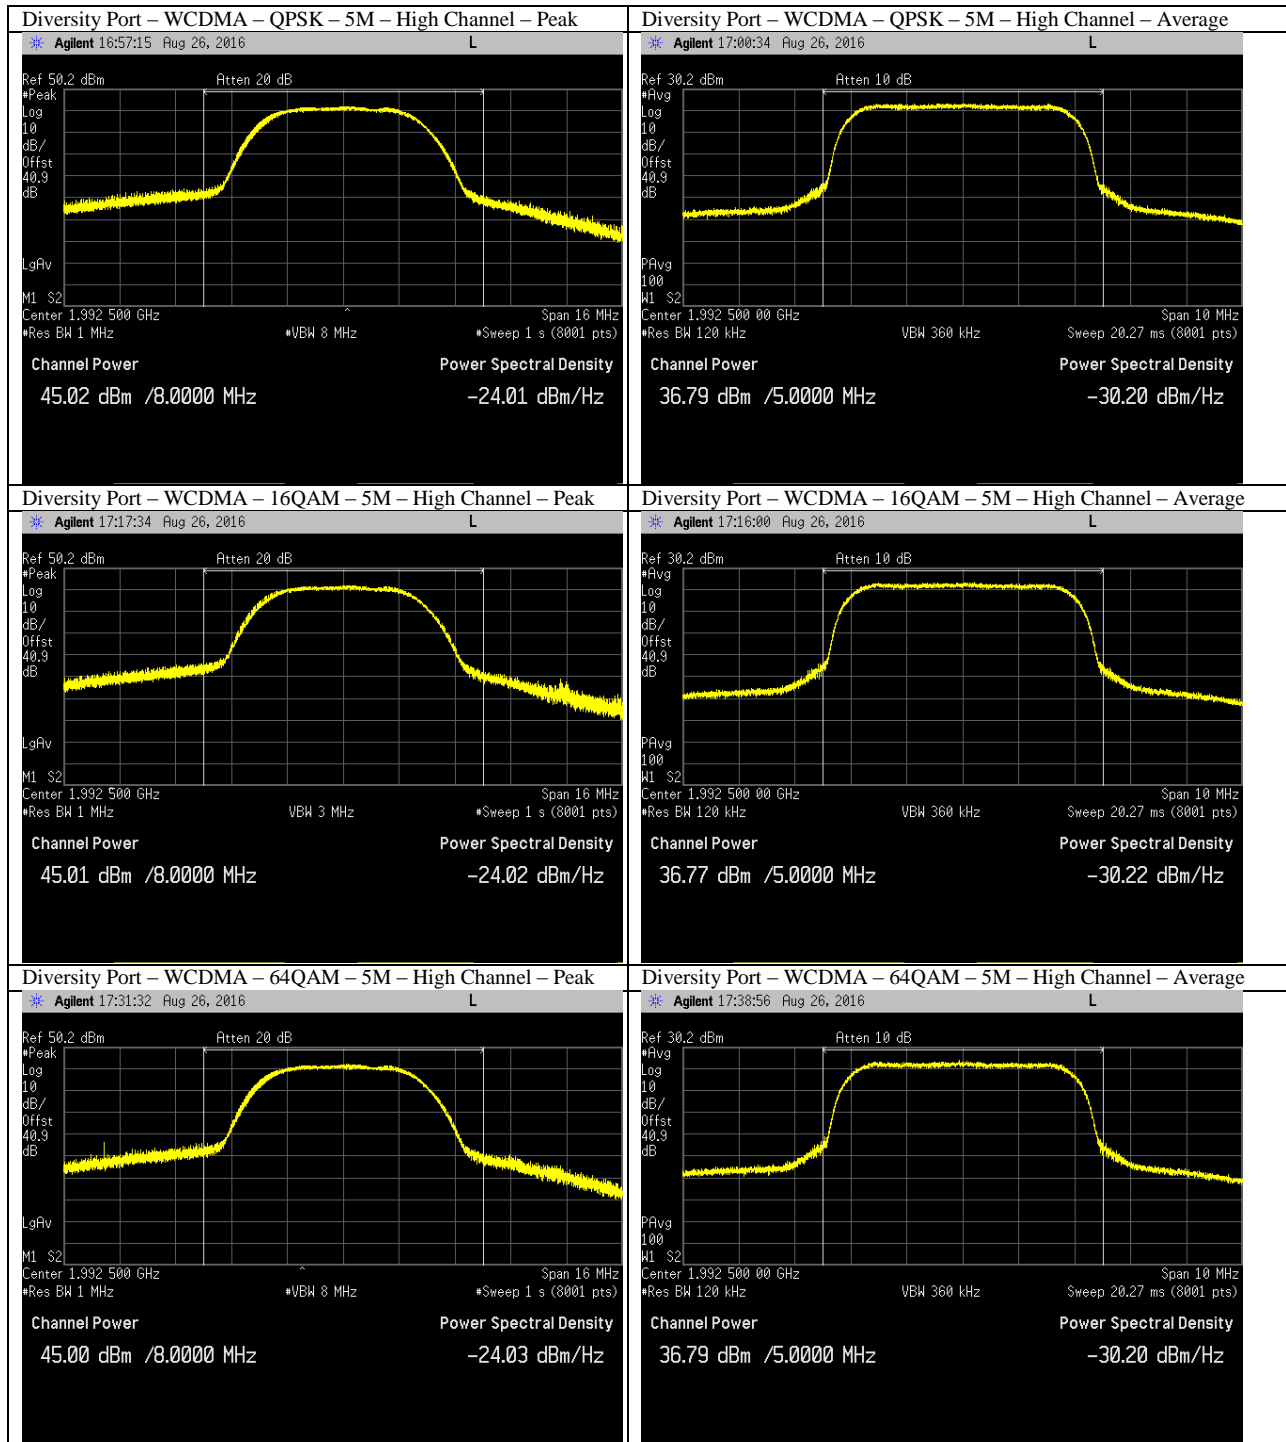 Diversity Port – WCDMA – QPSK – 5M – High Channel – Peak
Agilent 16:57:15 Aug 26, 2016 L
Ref 50.2 dBm Atten 20 dB
#Peak
Log
10
dB/
Offst
40.9
dB
LgAv
M1 S2
Center 1.992 500 GHz Span 16 MHz
#Res BW 1 MHz #VBW 8 MHz #Sweep 1 s (8001 pts)
Channel Power Power Spectral Density
45.02 dBm /8.0000 MHz -24.01 dBm/Hz
Diversity Port – WCDMA – QPSK – 5M – High Channel – Average
Agilent 17:00:34 Aug 26, 2016 L
Ref 30.2 dBm Atten 10 dB
#Avg
Log
10
dB/
Offst
40.9
dB
PAvg
100
W1 S2
Center 1.992 500 00 GHz Span 10 MHz
#Res BW 120 kHz VBW 360 kHz Sweep 20.27 ms (8001 pts)
Channel Power Power Spectral Density
36.79 dBm /5.0000 MHz -30.20 dBm/Hz
Diversity Port – WCDMA – 16QAM – 5M – High Channel – Peak
Agilent 17:17:34 Aug 26, 2016 L
Ref 50.2 dBm Atten 20 dB
#Peak
Log
10
dB/
Offst
40.9
dB
LgAv
M1 S2
Center 1.992 500 GHz Span 16 MHz
#Res BW 1 MHz VBW 3 MHz #Sweep 1 s (8001 pts)
Channel Power Power Spectral Density
45.01 dBm /8.0000 MHz -24.02 dBm/Hz
Diversity Port – WCDMA – 16QAM – 5M – High Channel – Average
Agilent 17:16:00 Aug 26, 2016 L
Ref 30.2 dBm Atten 10 dB
#Avg
Log
10
dB/
Offst
40.9
dB
PAvg
100
W1 S2
Center 1.992 500 00 GHz Span 10 MHz
#Res BW 120 kHz VBW 360 kHz Sweep 20.27 ms (8001 pts)
Channel Power Power Spectral Density
36.77 dBm /5.0000 MHz -30.22 dBm/Hz
Diversity Port – WCDMA – 64QAM – 5M – High Channel – Peak
Agilent 17:31:32 Aug 26, 2016 L
Ref 50.2 dBm Atten 20 dB
#Peak
Log
10
dB/
Offst
40.9
dB
LgAv
M1 S2
Center 1.992 500 GHz Span 16 MHz
#Res BW 1 MHz #VBW 8 MHz #Sweep 1 s (8001 pts)
Channel Power Power Spectral Density
45.00 dBm /8.0000 MHz -24.03 dBm/Hz
Diversity Port – WCDMA – 64QAM – 5M – High Channel – Average
Agilent 17:38:56 Aug 26, 2016 L
Ref 30.2 dBm Atten 10 dB
#Avg
Log
10
dB/
Offst
40.9
dB
PAvg
100
W1 S2
Center 1.992 500 00 GHz Span 10 MHz
#Res BW 120 kHz VBW 360 kHz Sweep 20.27 ms (8001 pts)
Channel Power Power Spectral Density
36.79 dBm /5.0000 MHz -30.20 dBm/Hz